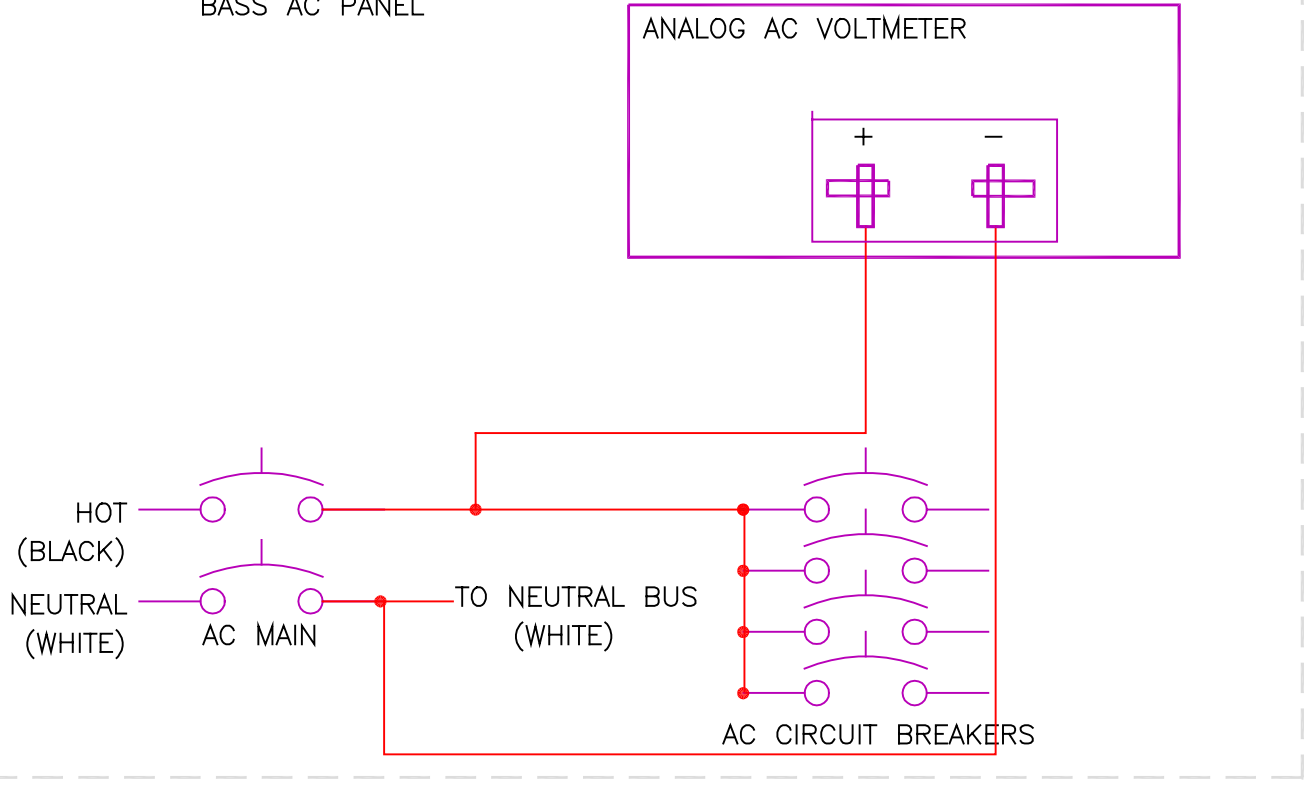 BASS AC PANEL
ANALOG AC VOLTMETER
+ −
HOT
(BLACK)
NEUTRAL
(WHITE)
AC MAIN
TO NEUTRAL BUS
(WHITE)
AC CIRCUIT BREAKERS